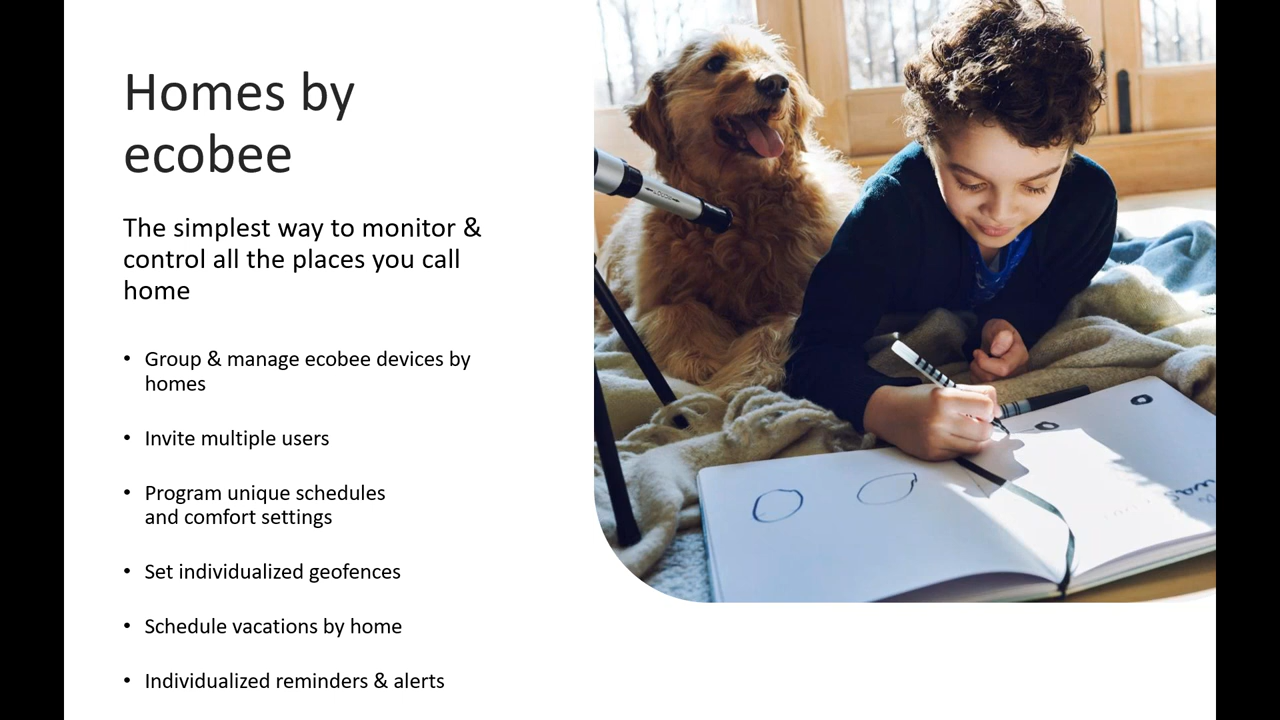 Homes by
ecobee
The simplest way to monitor &
control all the places you call
home
• Group & manage ecobee devices by
homes
• Invite multiple users
• Program unique schedules
and comfort settings
• Set individualized geofences
• Schedule vacations by home
• Individualized reminders & alerts